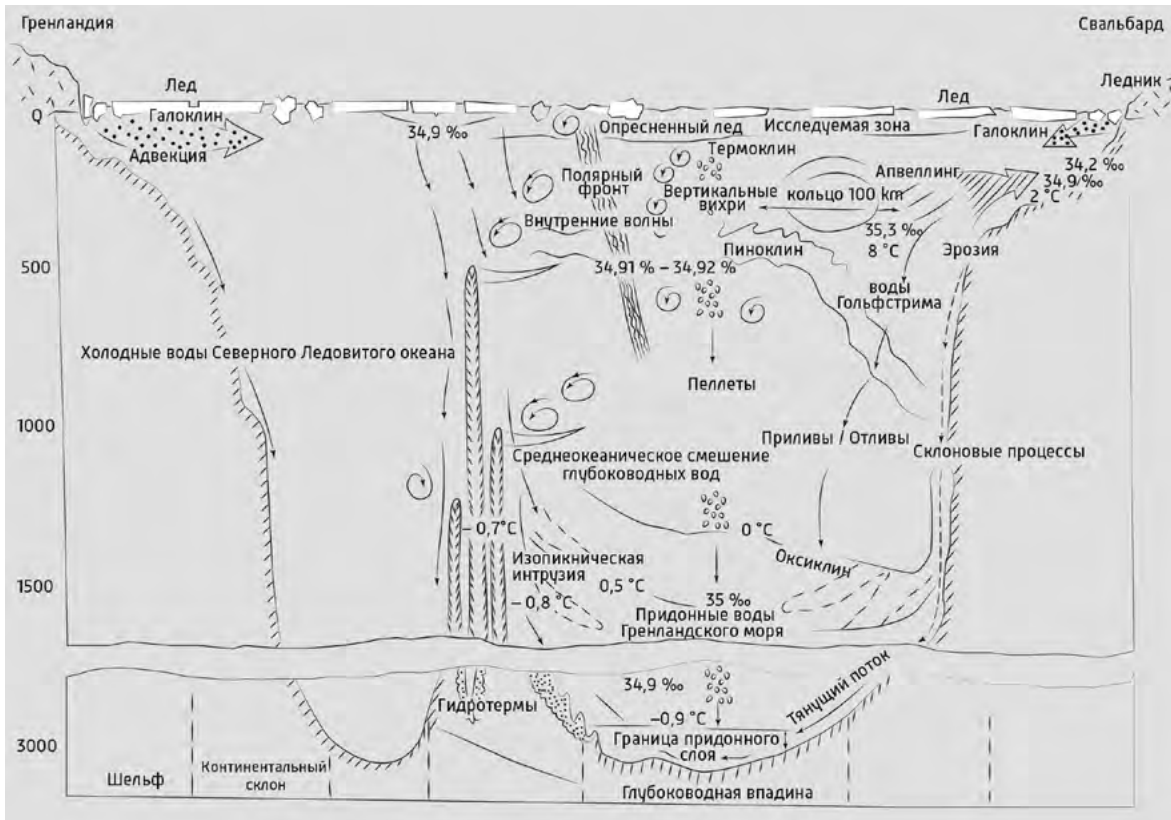 Гренландия
Свальбард
Лед
Лед
Ледник
0
Галоклин
Адвекция
34,9 ‰
Опресненный лед
Исследуемая зона
Галоклин
Термоклин
Полярный
фронт
Вертикальные
вихри
кольцо 100 km
Апвеллинг
34,2 ‰
34,9 ‰
2 °C
Внутренние волны
35,3 ‰
8 °C
Пиноклин
Эрозия
500
34,91 % – 34,92 %
воды
Гольфстрима
Холодные воды Северного Ледовитого океана
Пеллеты
1000
Приливы
Отливы
Среднеокеаническое смешение
глубоководных вод
Склоновые процессы
– 0,7°C
0 °C
Изопикническая
интрузия
Оксиклин
1500
0,5 °C
– 0,8 °C
35 ‰
Придонные воды
Гренландского моря
34,9 ‰
Гидротермы
Тянущий поток
–0,9 °C
3000
Граница придонного
слоя
Шельф
Континентальный
склон
Глубоководная впадина